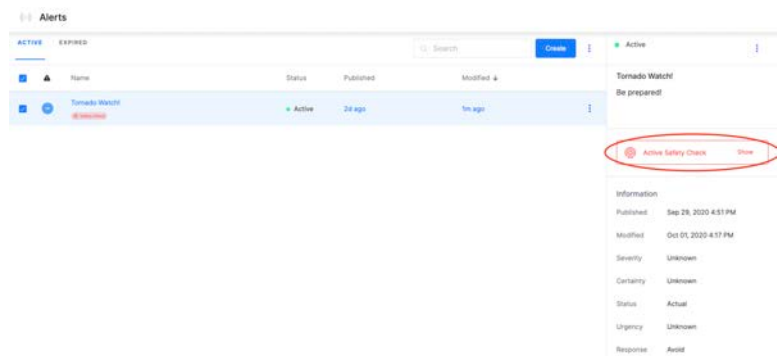 Alerts
ACTIVE EXPIRED
Search
Create
Name Status Published Modified ↓
Tornado Watch!
Active 2d ago 1m ago
Active
Tornado Watch!
Be prepared!
Active Safety Check Show
Information
Published Sep 29, 2020 4:51 PM
Modified Oct 01, 2020 4:17 PM
Severity Unknown
Certainty Unknown
Status Actual
Urgency Unknown
Response Avoid